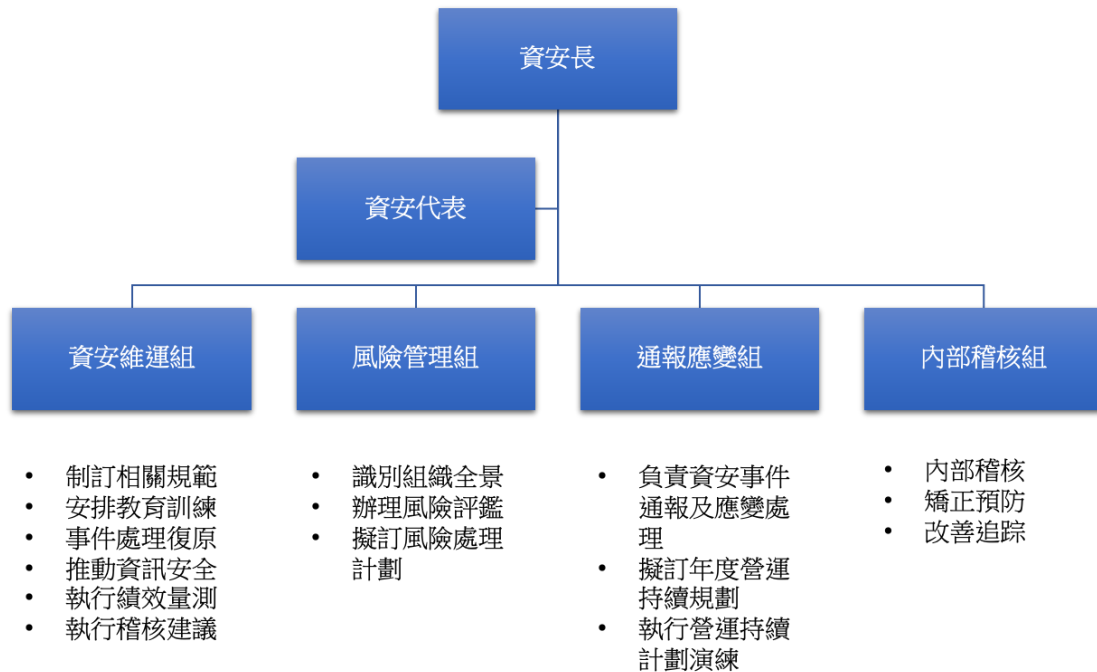 資安長
資安代表
資安維運組
風險管理組
通報應變組
內部稽核組
• 制訂相關規範
• 安排教育訓練
• 事件處理復原
• 推動資訊安全
• 執行績效量測
• 執行稽核建議
• 識別組織全景
• 辦理風險評鑑
• 擬訂風險處理
計劃
• 負責資安事件
通報及應變處
理
• 擬訂年度營運
持續規劃
• 執行營運持續
計劃演練
• 內部稽核
• 矯正預防
• 改善追踪